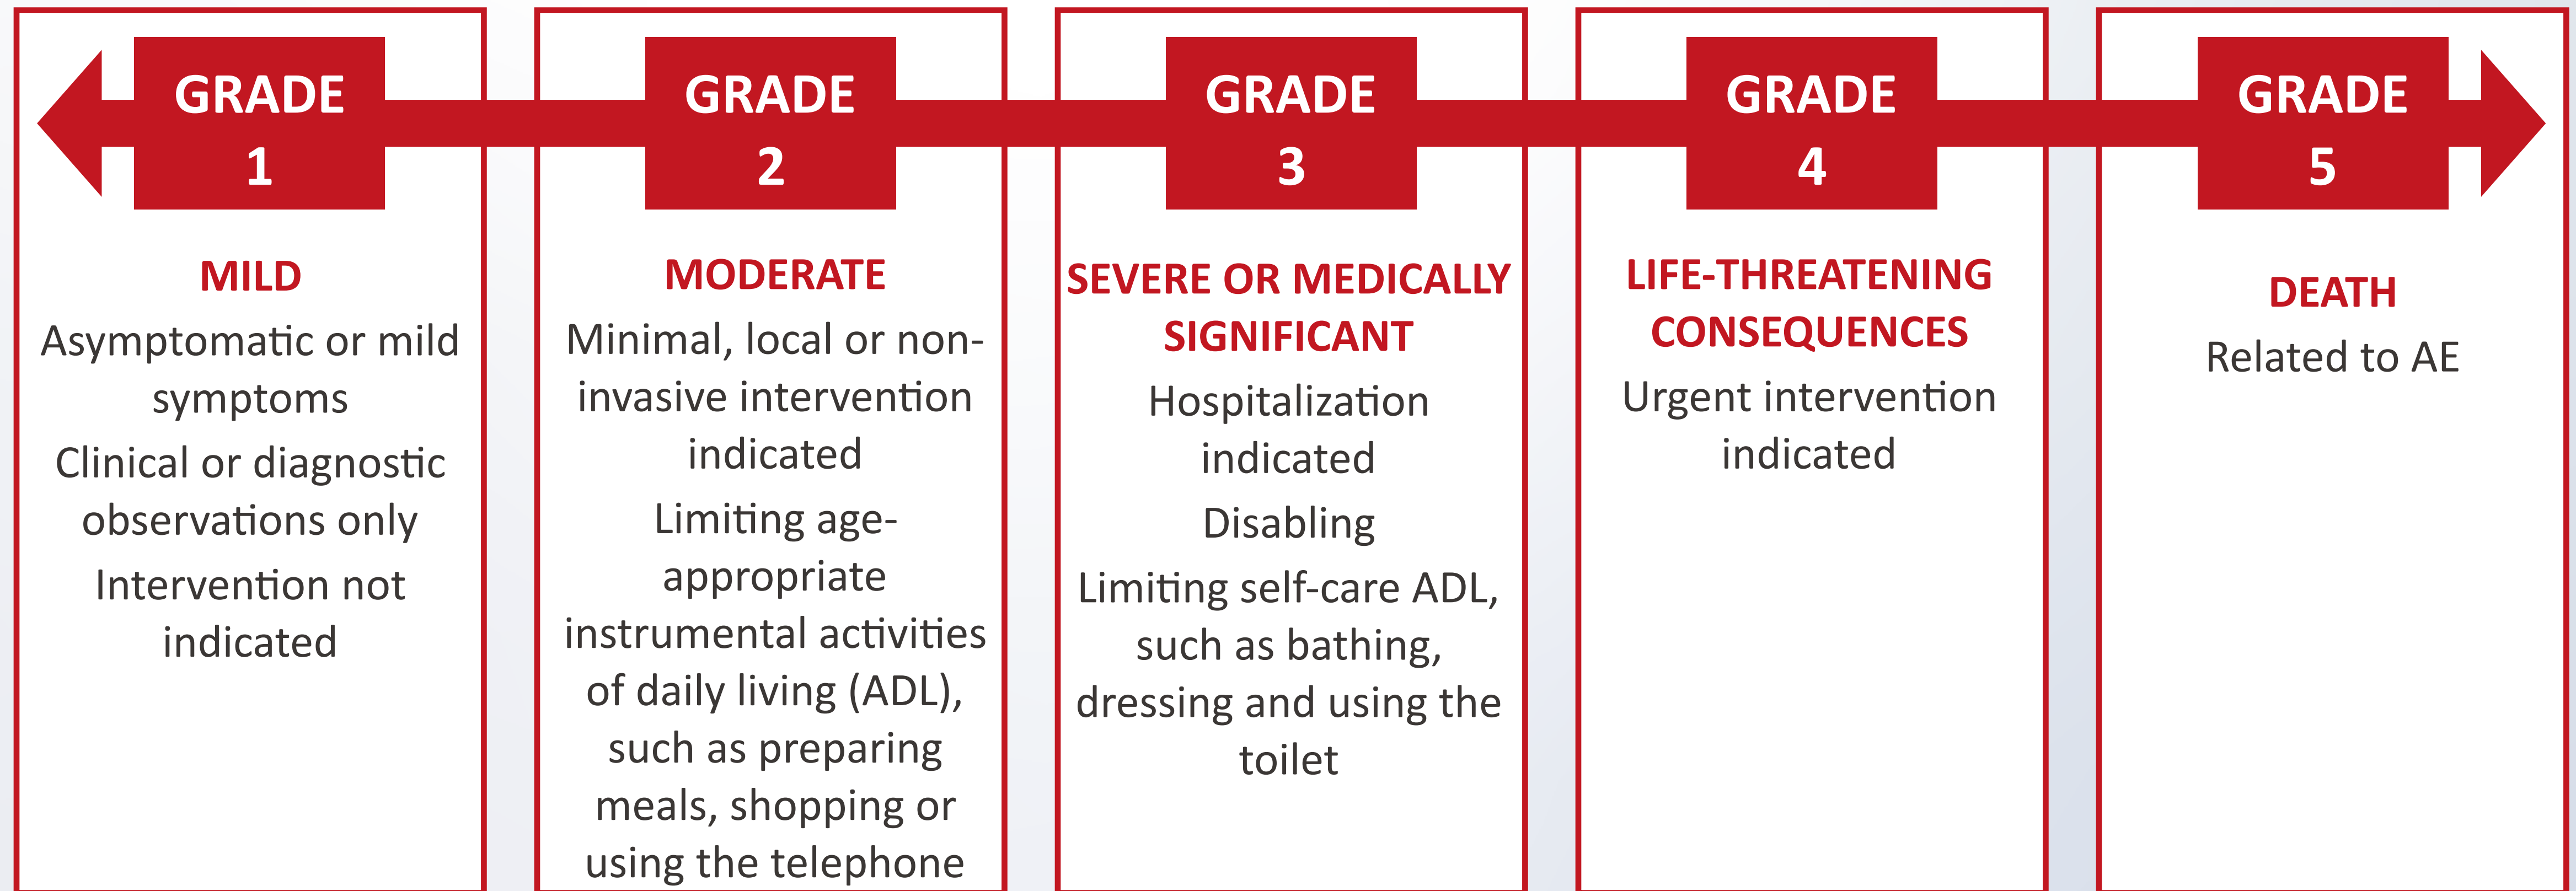 GRADE
1
MILD
Asymptomatic or mild
symptoms
Clinical or diagnostic
observations only
Intervention not
indicated
GRADE
2
MODERATE
Minimal, local or non-
invasive intervention
indicated
Limiting age-
appropriate
instrumental activities
of daily living (ADL),
such as preparing
meals, shopping or
using the telephone
GRADE
3
SEVERE OR MEDICALLY
SIGNIFICANT
Hospitalization
indicated
Disabling
Limiting self-care ADL,
such as bathing,
dressing and using the
toilet
GRADE
4
LIFE-THREATENING
CONSEQUENCES
Urgent intervention
indicated
GRADE
5
DEATH
Related to AE